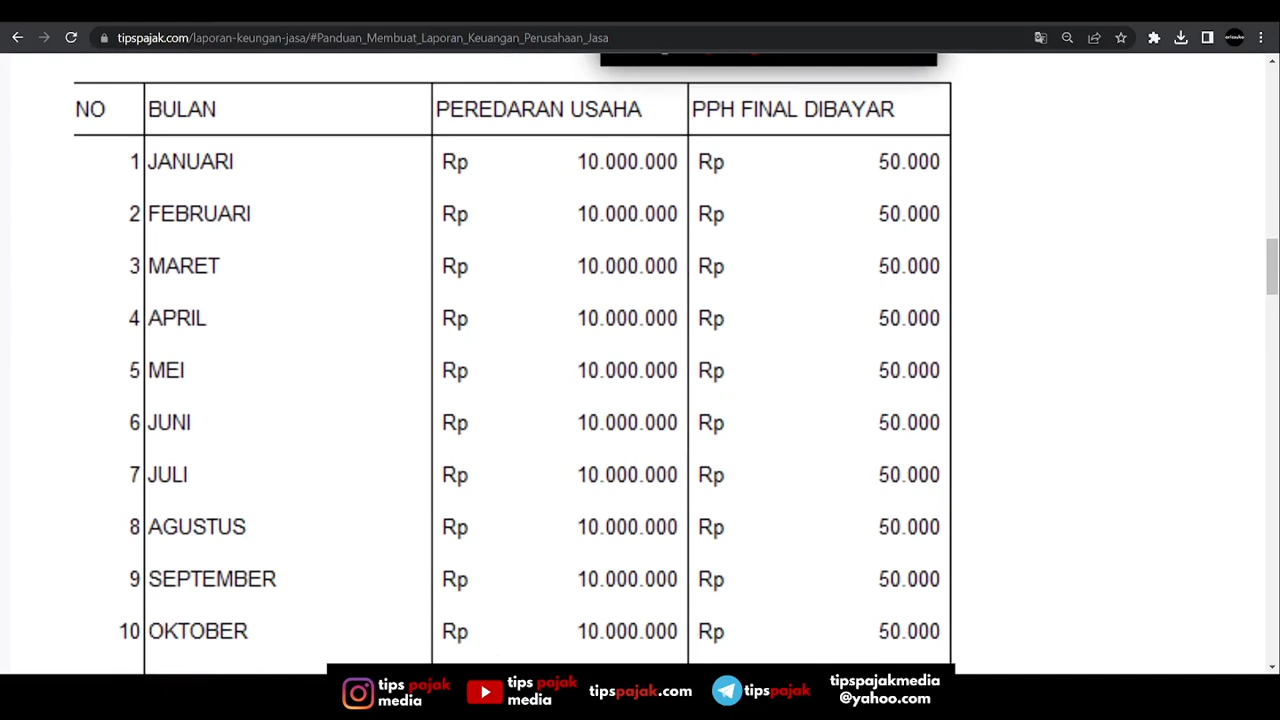 tipspajak.com/laporan-keungan-jasa/#Panduan_Membuat_Laporan_Keuangan_Perusahaan_Jasa
NO BULAN PEREDARAN USAHA PPH FINAL DIBAYAR
1 JANUARI Rp 10.000.000 Rp 50.000
2 FEBRUARI Rp 10.000.000 Rp 50.000
3 MARET Rp 10.000.000 Rp 50.000
4 APRIL Rp 10.000.000 Rp 50.000
5 MEI Rp 10.000.000 Rp 50.000
6 JUNI Rp 10.000.000 Rp 50.000
7 JULI Rp 10.000.000 Rp 50.000
8 AGUSTUS Rp 10.000.000 Rp 50.000
9 SEPTEMBER Rp 10.000.000 Rp 50.000
10 OKTOBER Rp 10.000.000 Rp 50.000
tips pajak
media
tips pajak
media
tipspajak.com
tipspajak
tipspajakmedia
@yahoo.com